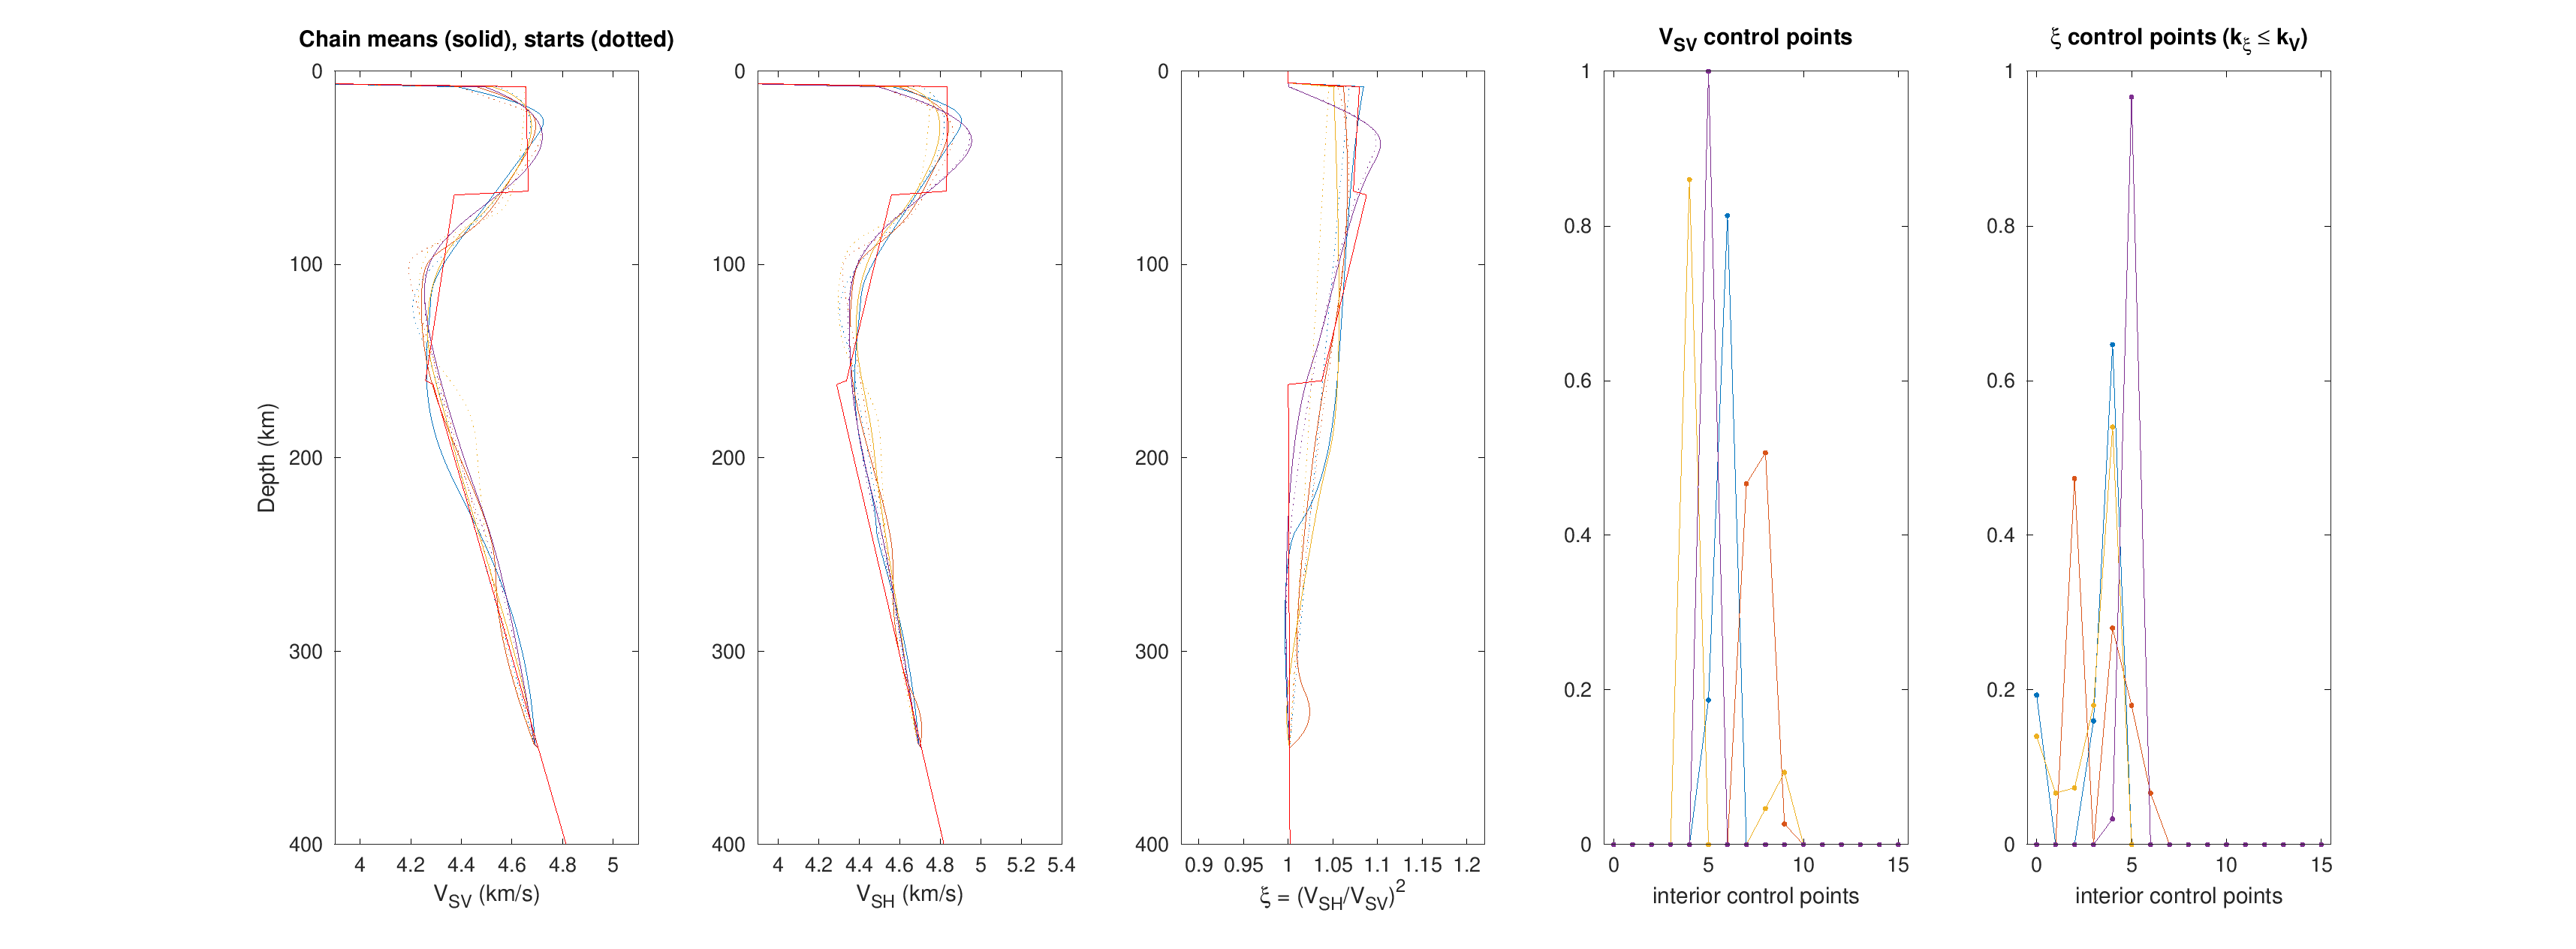 Chain means (solid), starts (dotted)
V_SV control points
ξ control points (k_ξ ≤ k_V)
0
100
200
300
400
Depth (km)
4 4.2 4.4 4.6 4.8 5
V_SV (km/s)
0
100
200
300
400
4 4.2 4.4 4.6 4.8 5 5.2 5.4
V_SH (km/s)
0
100
200
300
400
0.9 0.95 1 1.05 1.1 1.15 1.2
ξ = (V_SH/V_SV)^2
1
0.8
0.6
0.4
0.2
0
0 5 10 15
interior control points
1
0.8
0.6
0.4
0.2
0
0 5 10 15
interior control points